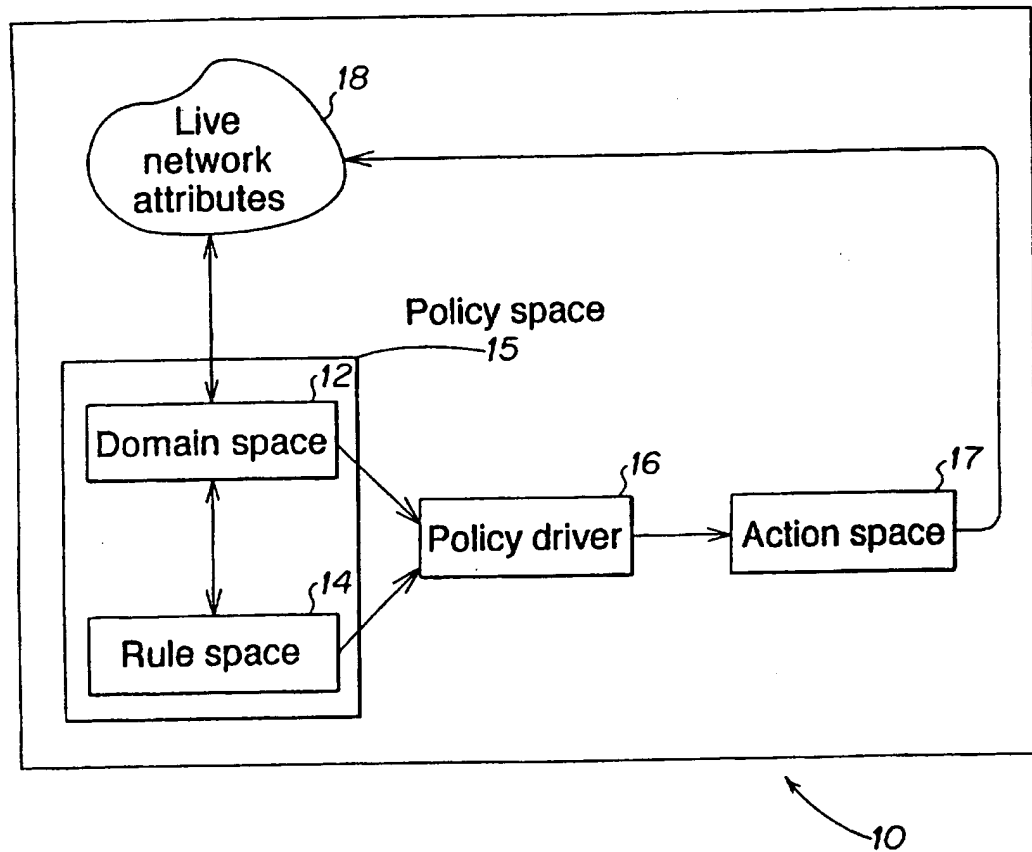 18
Live
network
attributes
Policy space
15
12
Domain space
16
17
Policy driver
Action space
14
Rule space
10